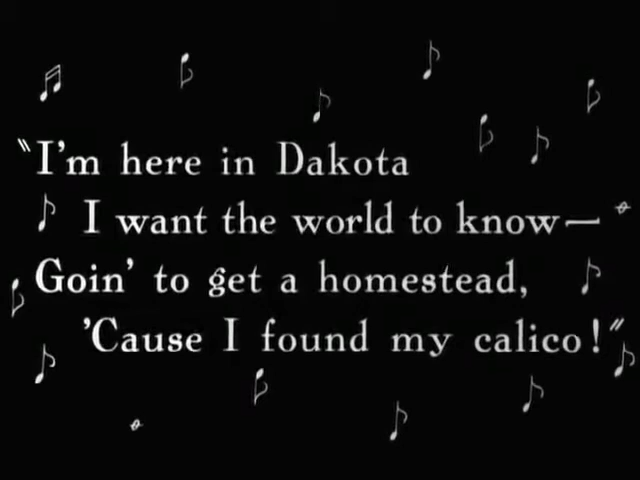 "I'm here in Dakota
I want the world to know—
Goin' to get a homestead,
'Cause I found my calico!"